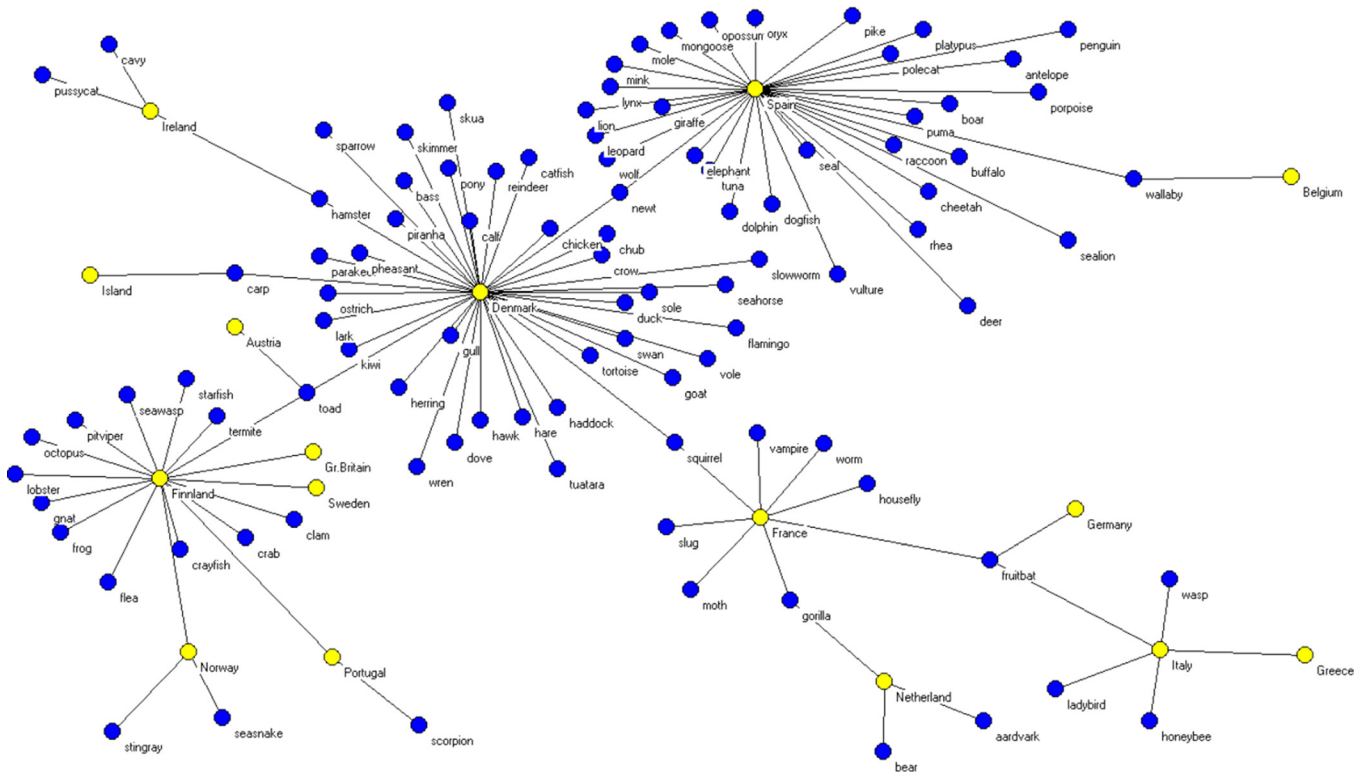 opossum
oryx
pike
cavy
mongoose
platypus
penguin
mole
polecat
antelope
pussycat
mink
lynx
Spain
porpoise
skua
giraffe
boar
Ireland
lion
puma
sparrow
skimmer
leopard
seal
raccoon
buffalo
catfish
elephant
pony
reindeer
wolf
tuna
wallaby
Belgium
bass
newt
cheetah
hamster
dolphin
dogfish
piranha
calf
rhea
chicken
chub
sealion
parakeet
pheasant
crow
slowworm
Island
carp
vulture
seahorse
ostrich
Denmark
sole
duck
deer
lark
Austria
flamingo
gull
swan
kiwi
tortoise
vole
goat
herring
starfish
seawasp
toad
haddock
termite
hawk
hare
pitviper
octopus
dove
squirrel
vampire
worm
Gr.Britain
wren
tuatara
lobster
Finnland
Sweden
housefly
gnat
clam
Germany
frog
crab
slug
France
crayfish
fruitbat
flea
wasp
moth
gorilla
Norway
Portugal
Italy
Greece
Netherland
ladybird
seasnake
stingray
scorpion
aardvark
honeybee
bear